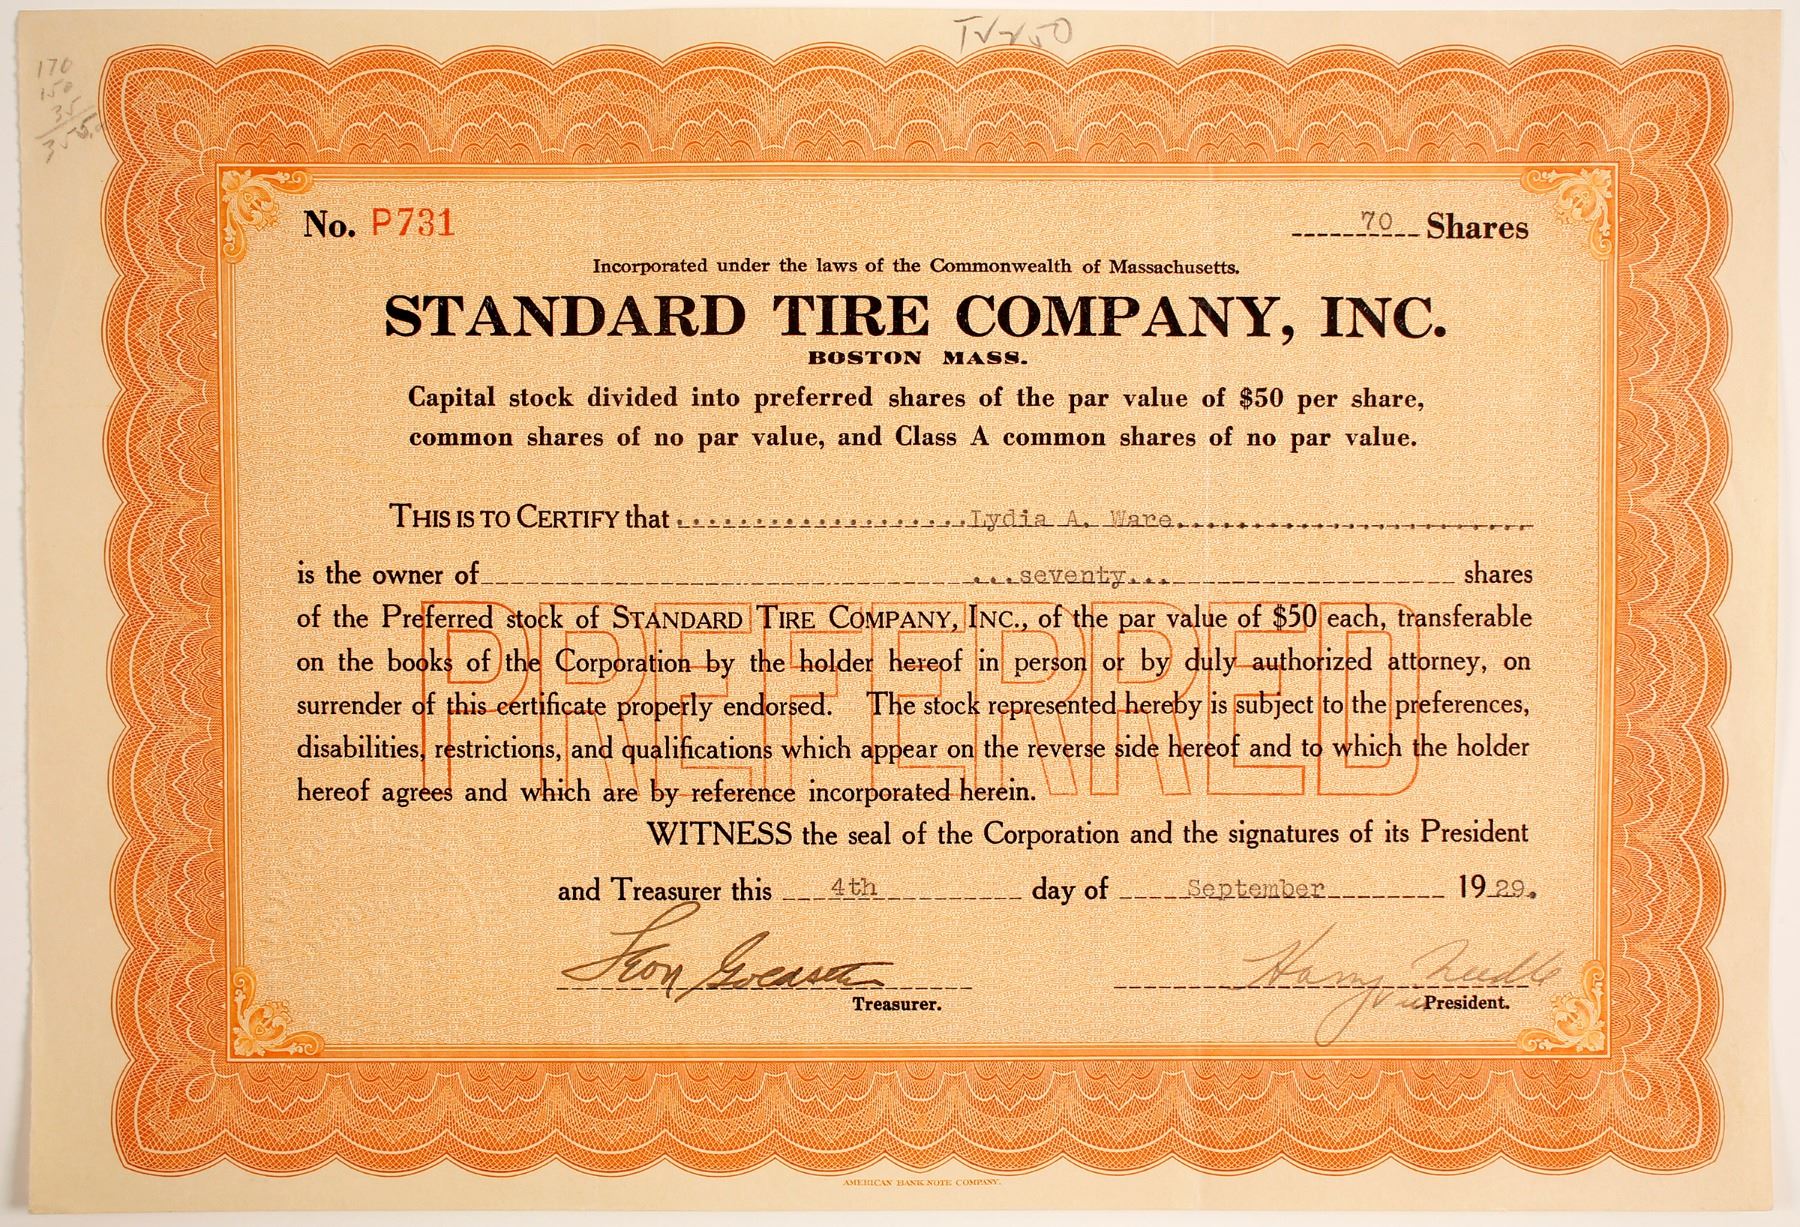 170
150
35
355.
No. P731
70 Shares
Incorporated under the laws of the Commonwealth of Massachusetts.
STANDARD TIRE COMPANY, INC.
BOSTON MASS.
Capital stock divided into preferred shares of the par value of $50 per share,
common shares of no par value, and Class A common shares of no par value.
THIS IS TO CERTIFY that Lydia A. Ware
is the owner of ...seventy... shares
of the Preferred stock of STANDARD TIRE COMPANY, INC., of the par value of $50 each, transferable
on the books of the Corporation by the holder hereof in person or by duly authorized attorney, on
surrender of this certificate properly endorsed. The stock represented hereby is subject to the preferences,
disabilities, restrictions, and qualifications which appear on the reverse side hereof and to which the holder
hereof agrees and which are by reference incorporated herein.
PREFERRED
WITNESS the seal of the Corporation and the signatures of its President
and Treasurer this 4th day of September 1929.
Leon Harry Needle
Treasurer. Vice President.
AMERICAN BANK NOTE COMPANY.